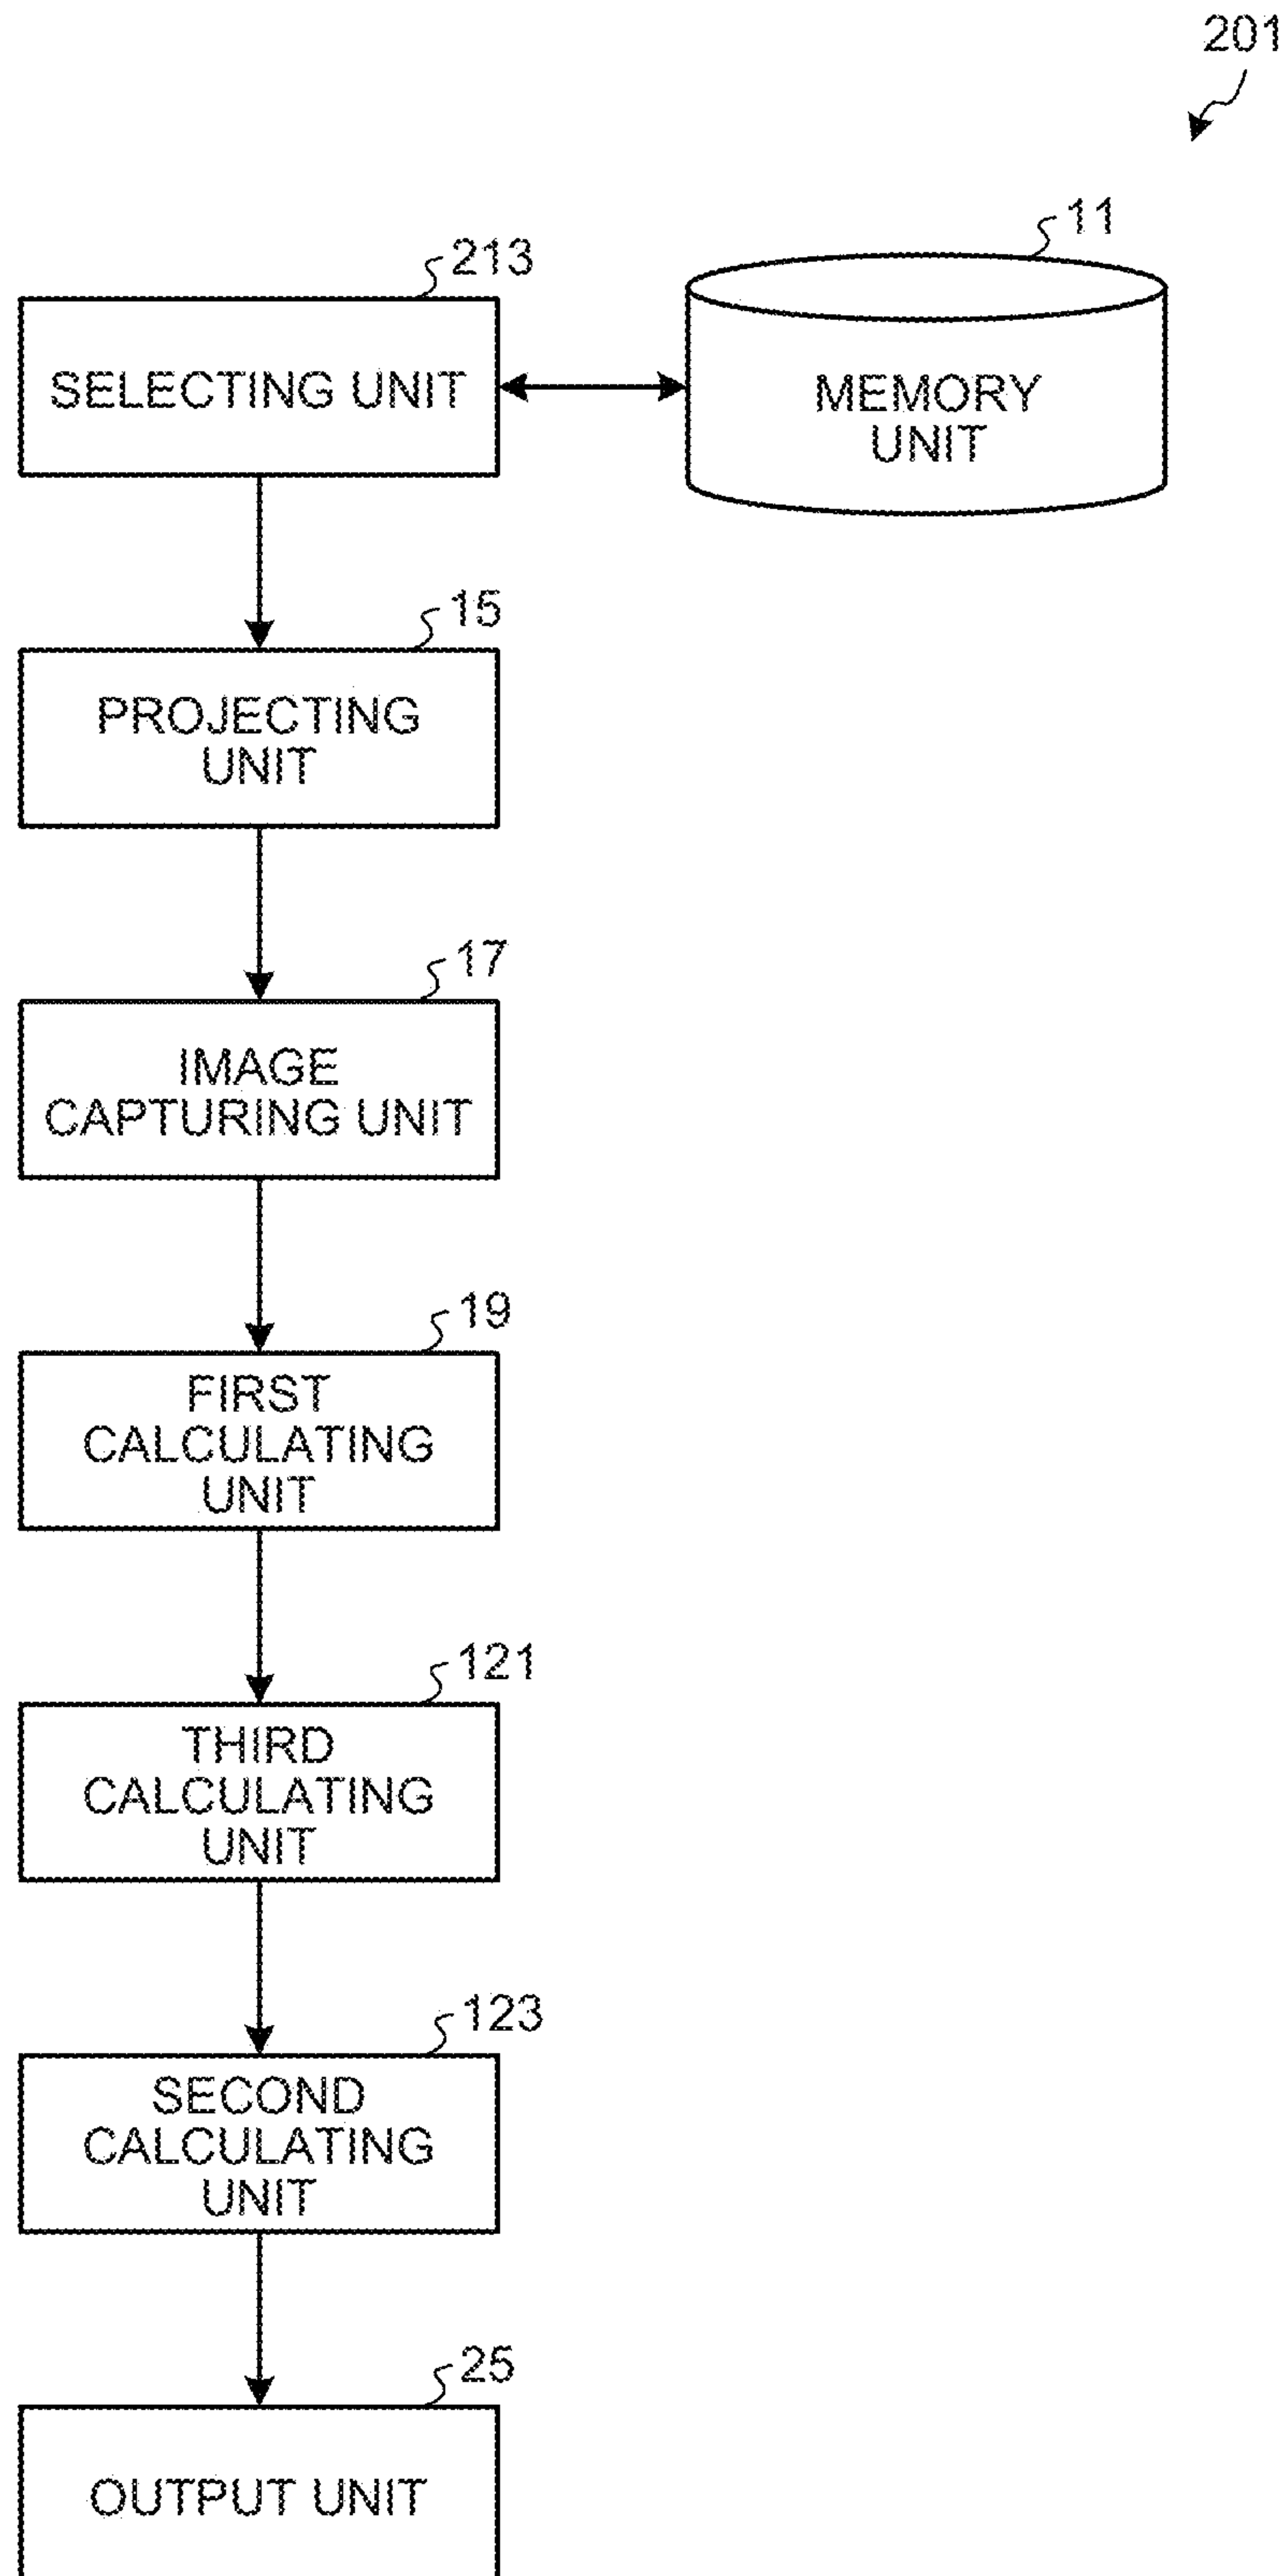 201
11
213
SELECTING UNIT
MEMORY
UNIT
15
PROJECTING
UNIT
17
IMAGE
CAPTURING UNIT
19
FIRST
CALCULATING
UNIT
121
THIRD
CALCULATING
UNIT
123
SECOND
CALCULATING
UNIT
25
OUTPUT UNIT